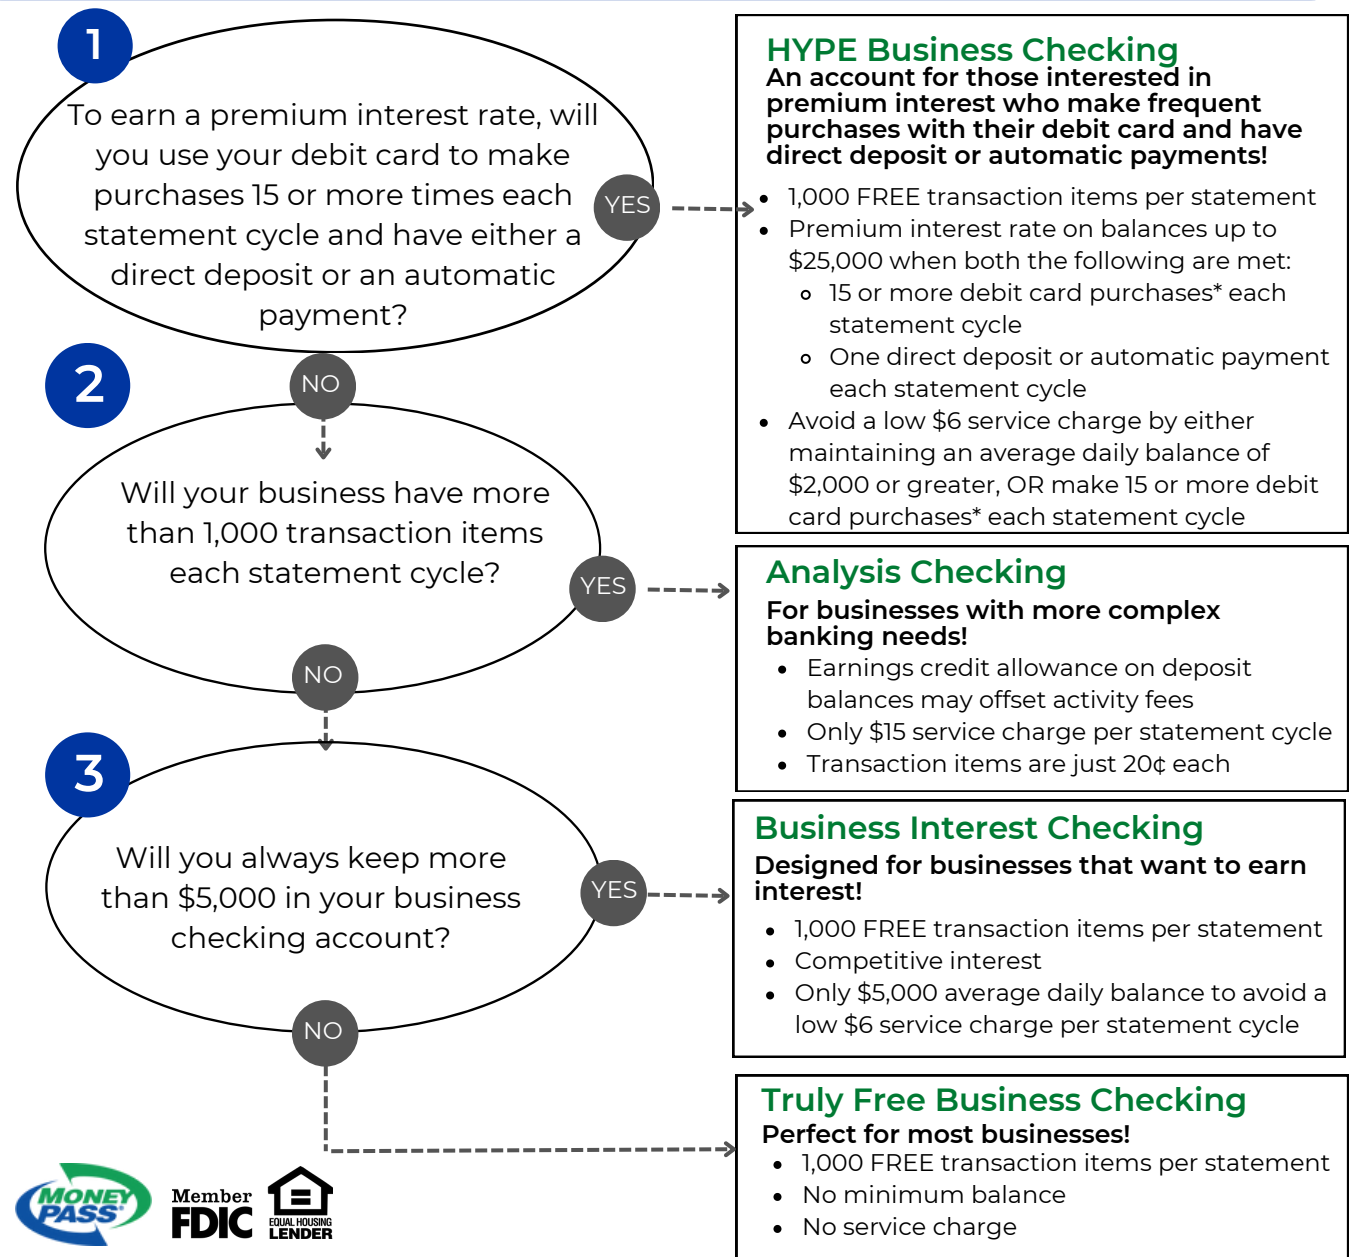 1
To earn a premium interest rate, will
you use your debit card to make
purchases 15 or more times each
statement cycle and have either a
direct deposit or an automatic
payment?
YES
NO
HYPE Business Checking
An account for those interested in
premium interest who make frequent
purchases with their debit card and have
direct deposit or automatic payments!
• 1,000 FREE transaction items per statement
• Premium interest rate on balances up to
$25,000 when both the following are met:
○ 15 or more debit card purchases* each
statement cycle
○ One direct deposit or automatic payment
each statement cycle
• Avoid a low $6 service charge by either
maintaining an average daily balance of
$2,000 or greater, OR make 15 or more debit
card purchases* each statement cycle
2
Will your business have more
than 1,000 transaction items
each statement cycle?
YES
NO
Analysis Checking
For businesses with more complex
banking needs!
• Earnings credit allowance on deposit
balances may offset activity fees
• Only $15 service charge per statement cycle
• Transaction items are just 20¢ each
3
Will you always keep more
than $5,000 in your business
checking account?
YES
NO
Business Interest Checking
Designed for businesses that want to earn
interest!
• 1,000 FREE transaction items per statement
• Competitive interest
• Only $5,000 average daily balance to avoid a
low $6 service charge per statement cycle
Truly Free Business Checking
Perfect for most businesses!
• 1,000 FREE transaction items per statement
• No minimum balance
• No service charge
MONEY
PASS®
Member
FDIC
EQUAL HOUSING
LENDER